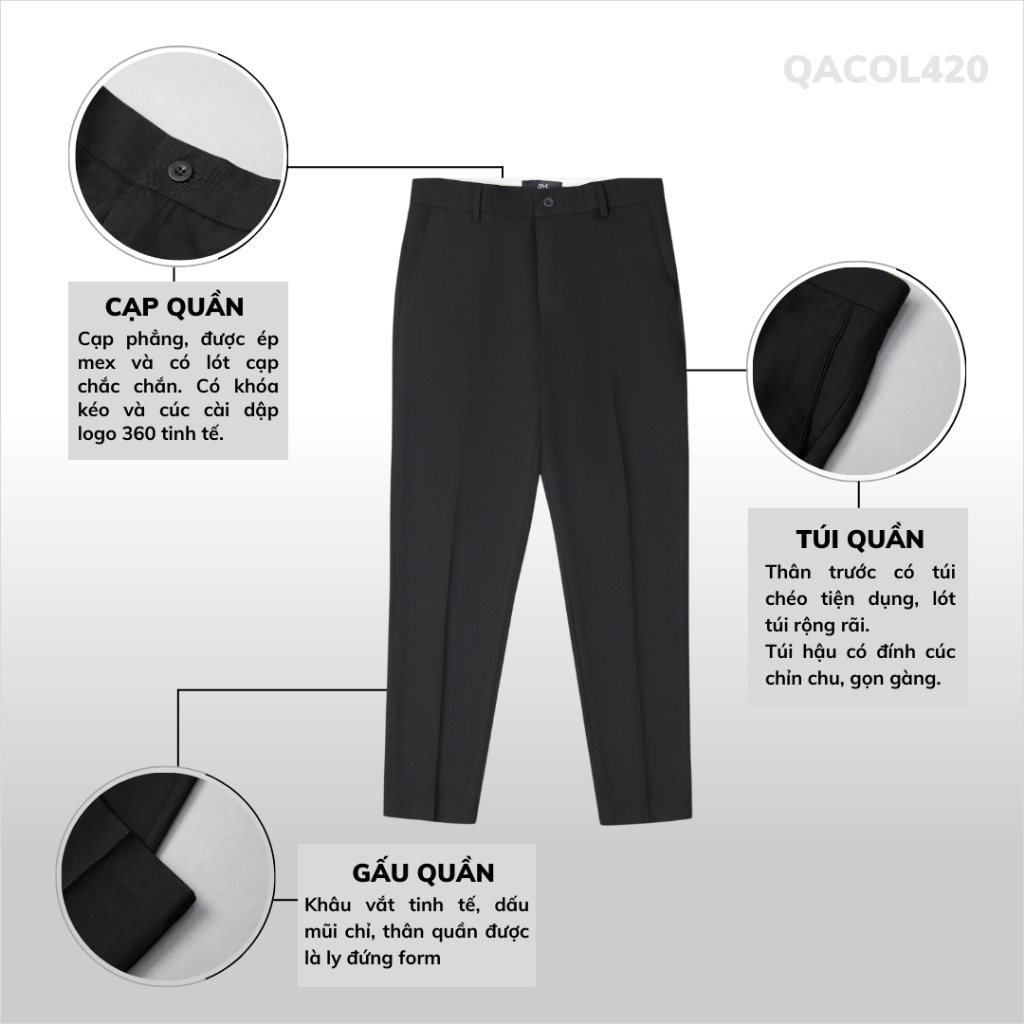 QACOL420
CẠP QUẦN
Cạp phẳng, được ép
mex và có lót cạp
chắc chắn. Có khóa
kéo và cúc cài dập
logo 360 tinh tế.
TÚI QUẦN
Thân trước có túi
chéo tiện dụng, lót
túi rộng rãi.
Túi hậu có đính cúc
chỉn chu, gọn gàng.
GẤU QUẦN
Khâu vắt tinh tế, dấu
mũi chỉ, thân quần được
là ly đứng form